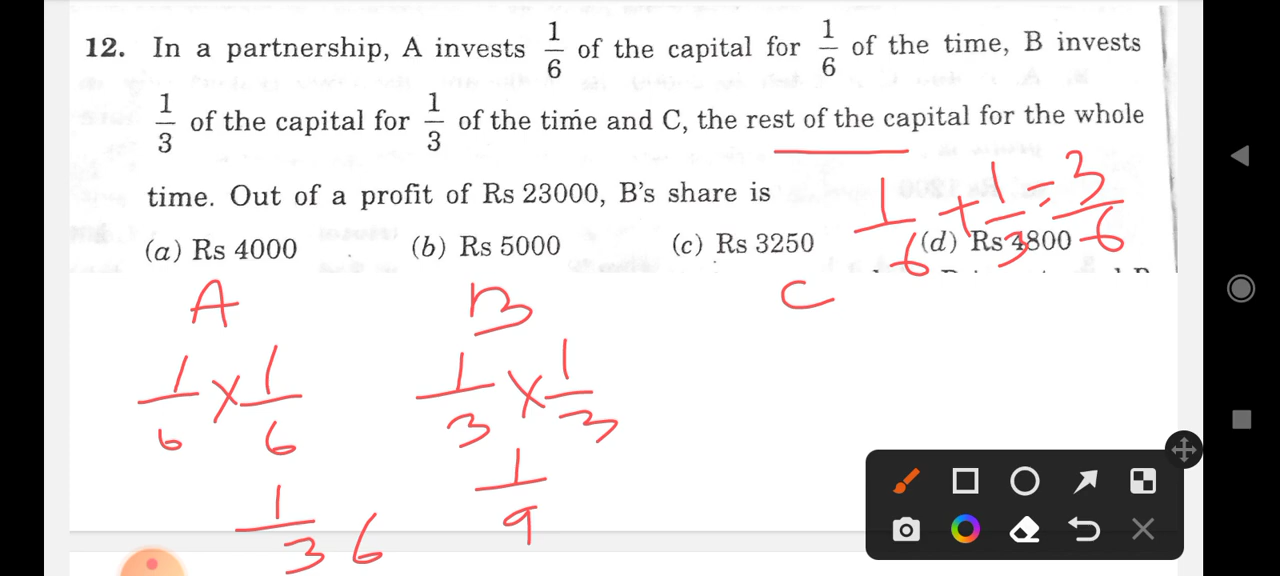 12. In a partnership, A invests 1/6 of the capital for 1/6 of the time, B invests
1/3 of the capital for 1/3 of the time and C, the rest of the capital for the whole
time. Out of a profit of Rs 23000, B's share is
1/6 + 1/3 = 3/6
(a) Rs 4000 (b) Rs 5000 (c) Rs 3250 (d) Rs 4800
A B C
1/6 × 1/6 1/3 × 1/3
1/36 1/9